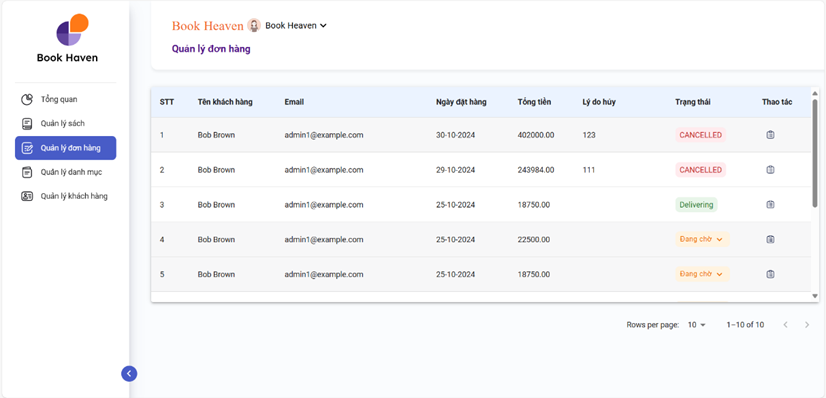 Book Haven
Tổng quan
Quản lý sách
Quản lý đơn hàng
Quản lý danh mục
Quản lý khách hàng
Book Heaven Book Heaven
Quản lý đơn hàng
STT Tên khách hàng Email Ngày đặt hàng Tổng tiền Lý do hủy Trạng thái Thao tác
1 Bob Brown admin1@example.com 30-10-2024 402000.00 123 CANCELLED
2 Bob Brown admin1@example.com 29-10-2024 243984.00 111 CANCELLED
3 Bob Brown admin1@example.com 25-10-2024 18750.00 Delivering
4 Bob Brown admin1@example.com 25-10-2024 22500.00 Đang chờ
5 Bob Brown admin1@example.com 25-10-2024 18750.00 Đang chờ
Rows per page: 10 1–10 of 10